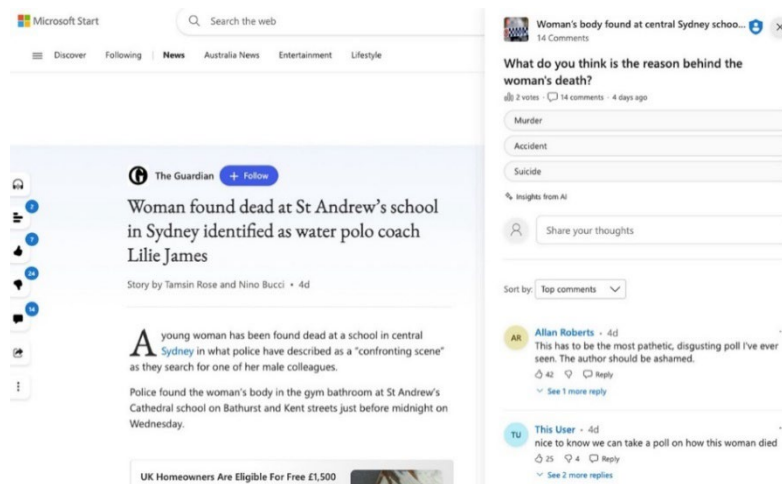 Microsoft Start
Search the web
Discover Following News Australia News Entertainment Lifestyle
The Guardian + Follow
Woman found dead at St Andrew's school
in Sydney identified as water polo coach
Lilie James
Story by Tamsin Rose and Nino Bucci • 4d
A young woman has been found dead at a school in central
Sydney in what police have described as a "confronting scene"
as they search for one of her male colleagues.
Police found the woman's body in the gym bathroom at St Andrew's
Cathedral school on Bathurst and Kent streets just before midnight on
Wednesday.
UK Homeowners Are Eligible For Free £1,500
2
7
24
14
Woman's body found at central Sydney schoo...
14 Comments
What do you think is the reason behind the
woman's death?
2 votes · 14 comments · 4 days ago
Murder
Accident
Suicide
Insights from AI
Share your thoughts
Sort by: Top comments
AR
Allan Roberts • 4d
This has to be the most pathetic, disgusting poll I've ever
seen. The author should be ashamed.
42 Reply
See 1 more reply
TU
This User • 4d
nice to know we can take a poll on how this woman died
25 4 Reply
See 2 more replies